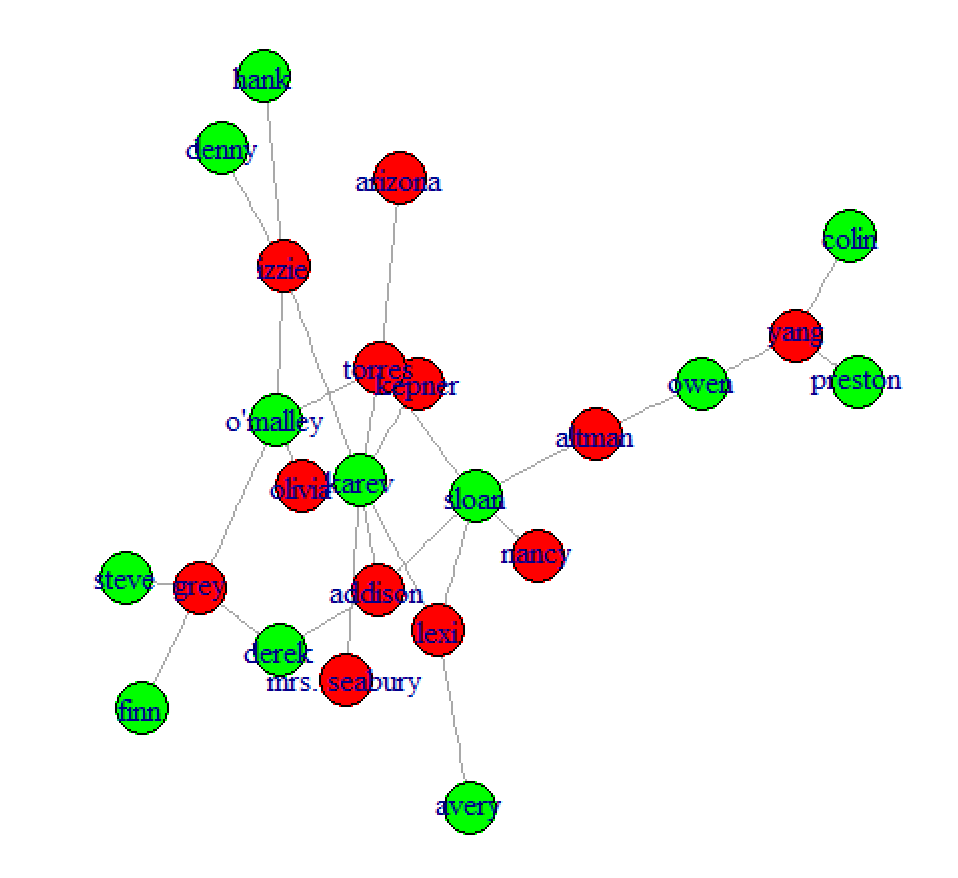 hank
denny
arizona
colin
izzie
yang
torres
kepner
preston
owen
o'malley
altman
olivia
karev
sloan
nancy
steve
grey
addison
lexi
derek
mrs. seabury
finn
avery